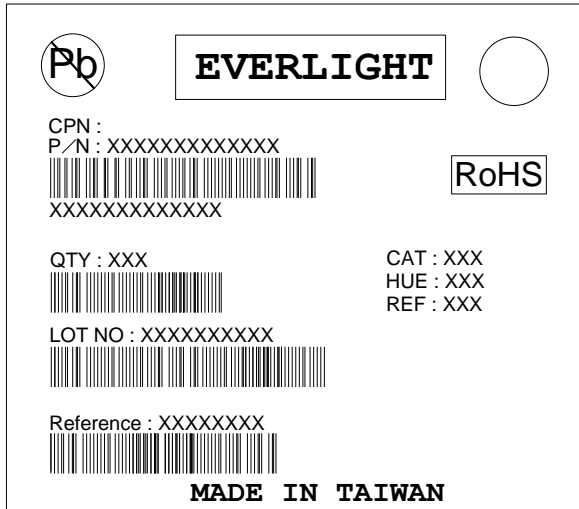 Pb
EVERLIGHT
CPN :
P/N : XXXXXXXXXXXXX
RoHS
XXXXXXXXXXXXX
QTY : XXX
CAT : XXX
HUE : XXX
REF : XXX
LOT NO : XXXXXXXXXX
Reference : XXXXXXXX
MADE IN TAIWAN